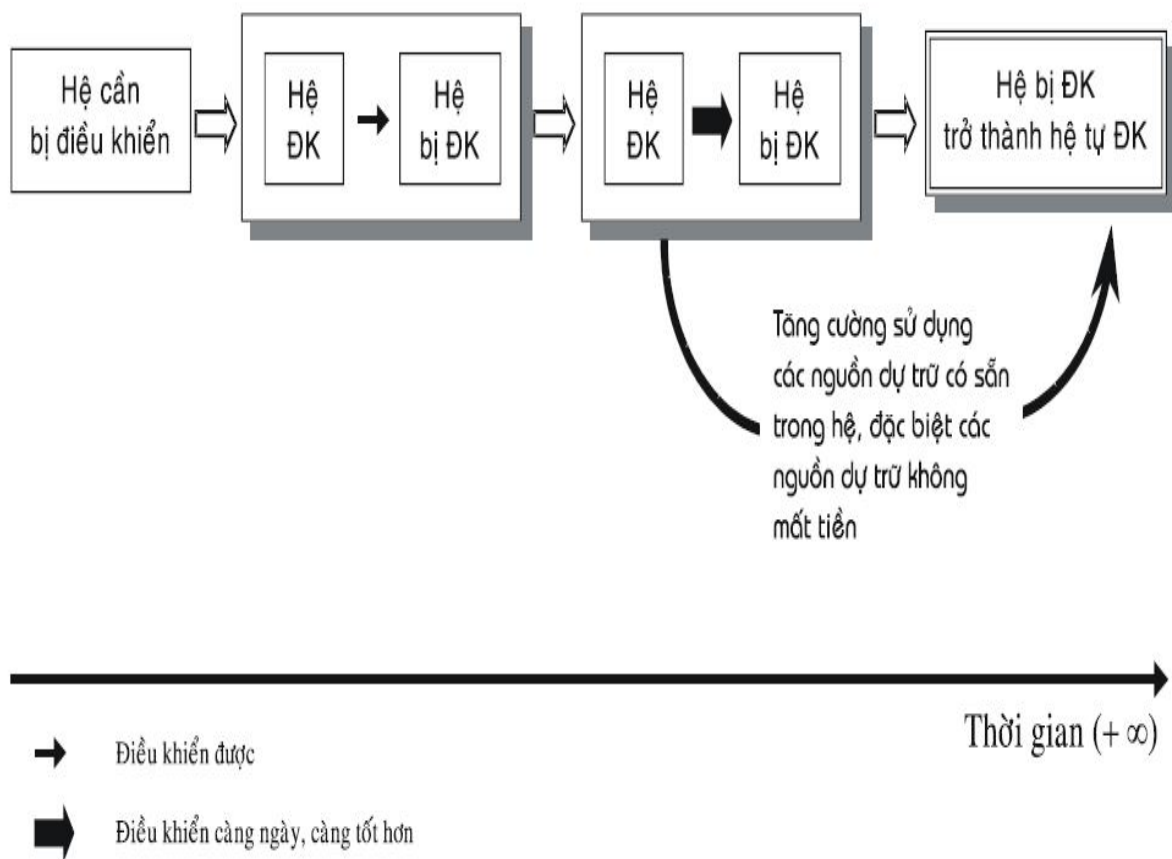 Hệ cần
bị điều khiển
Hệ
ĐK
Hệ
bị ĐK
Hệ
ĐK
Hệ
bị ĐK
Hệ bị ĐK
trở thành hệ tự ĐK
Tăng cường sử dụng
các nguồn dự trữ có sẵn
trong hệ, đặc biệt các
nguồn dự trữ không
mất tiền
Thời gian (+ ∞)
Điều khiển được
Điều khiển càng ngày, càng tốt hơn